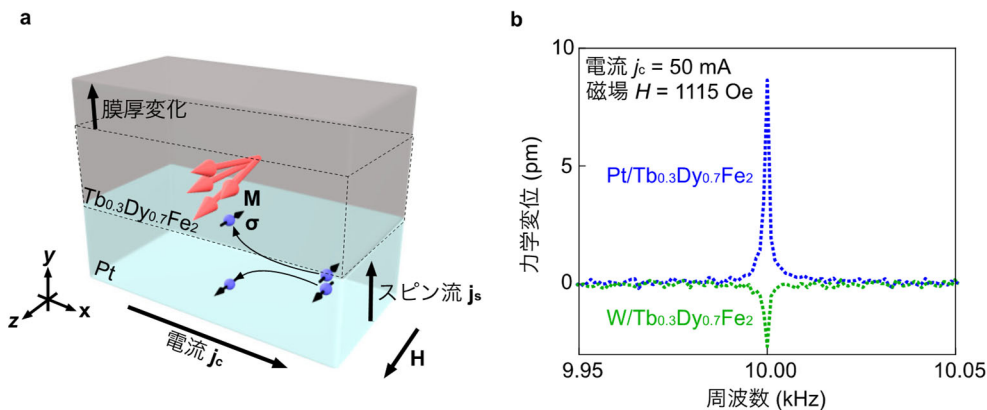 a
膜厚変化
M
σ
Tb0.3Dy0.7Fe2
Pt
スピン流 js
y
x
z
電流 jc
H
b
電流 jc = 50 mA
磁場 H = 1115 Oe
Pt/Tb0.3Dy0.7Fe2
W/Tb0.3Dy0.7Fe2
力学変位 (pm)
10
5
0
9.95
10.00
10.05
周波数 (kHz)